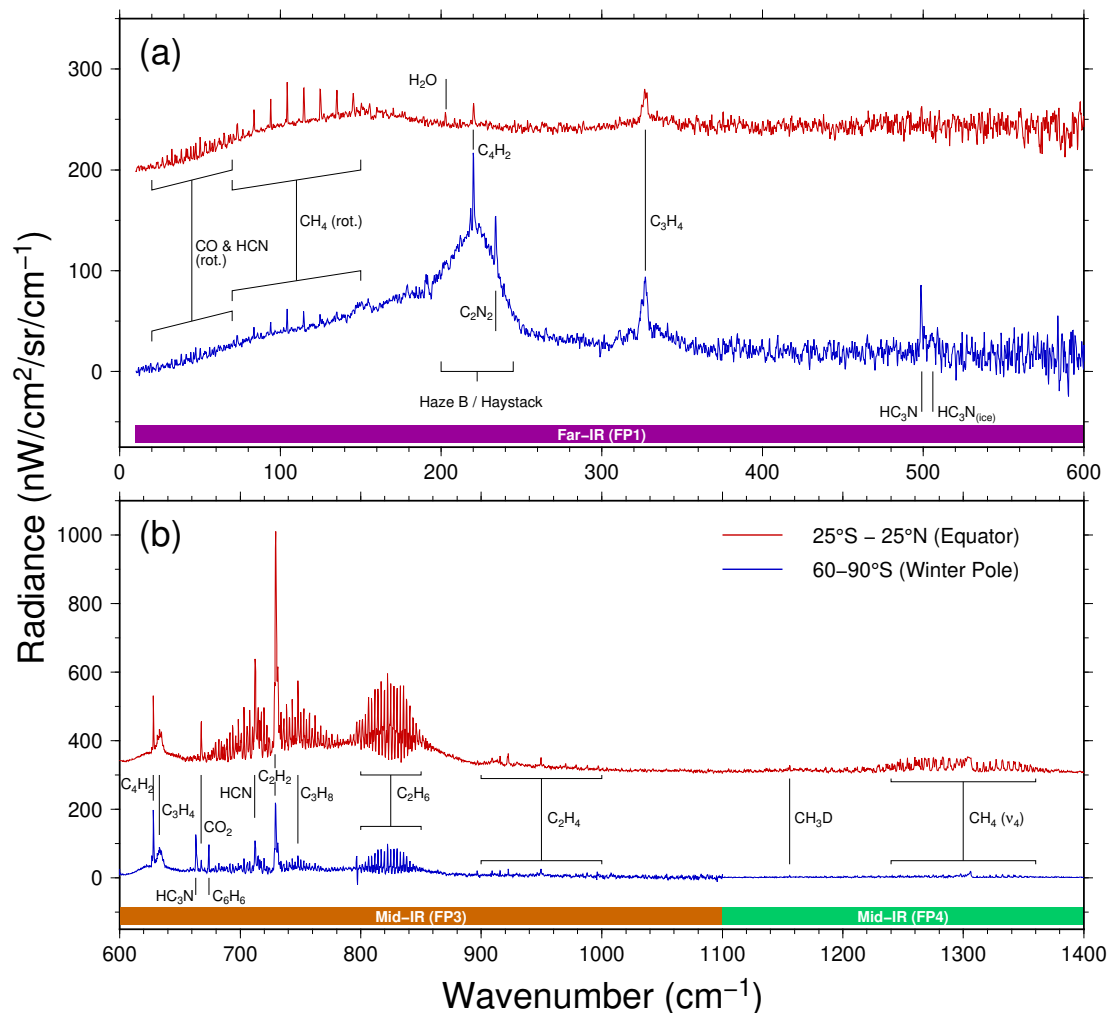 (a)
300
200
100
0
H₂O
C₄H₂
CH₄ (rot.)
CO & HCN
(rot.)
C₃H₄
C₂N₂
Haze B / Haystack
HC₃N
HC₃N(ice)
Far−IR (FP1)
0 100 200 300 400 500 600
Radiance (nW/cm²/sr/cm⁻¹)
(b)
25°S − 25°N (Equator)
60−90°S (Winter Pole)
1000
800
600
400
200
0
C₄H₂
C₃H₄
CO₂
HCN
C₂H₂
C₃H₈
C₂H₆
C₂H₄
CH₃D
CH₄ (ν₄)
HC₃N
C₆H₆
Mid−IR (FP3)
Mid−IR (FP4)
600 700 800 900 1000 1100 1200 1300 1400
Wavenumber (cm⁻¹)